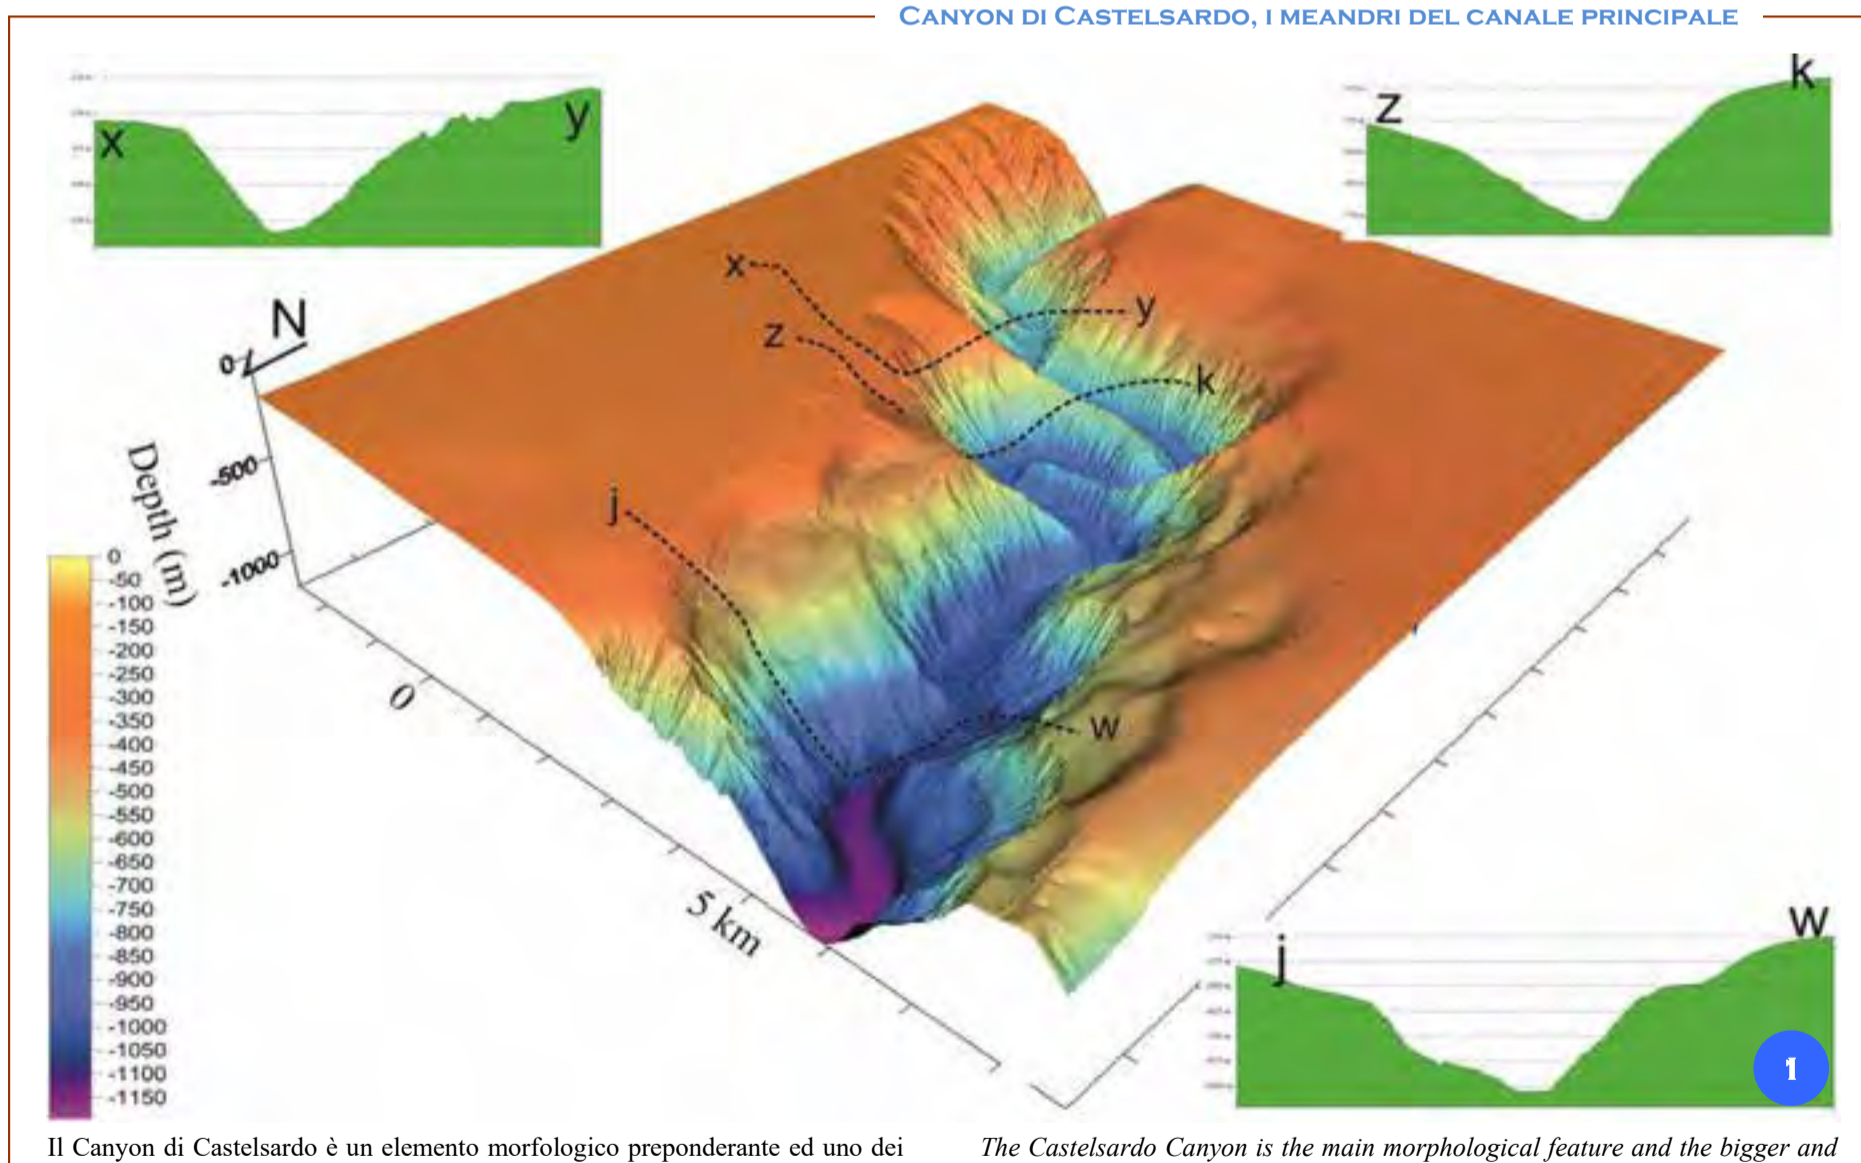 CANYON DI CASTELSARDO, I MEANDRI DEL CANALE PRINCIPALE
x
y
z
k
N
x
y
z
k
j
w
0
-500
-1000
Depth (m)
0
-50
-100
-150
-200
-250
-300
-350
-400
-450
-500
-550
-600
-650
-700
-750
-800
-850
-900
-950
-1000
-1050
-1100
-1150
0
5 km
j
w
1
Il Canyon di Castelsardo è un elemento morfologico preponderante ed uno dei
The Castelsardo Canyon is the main morphological feature and the bigger and